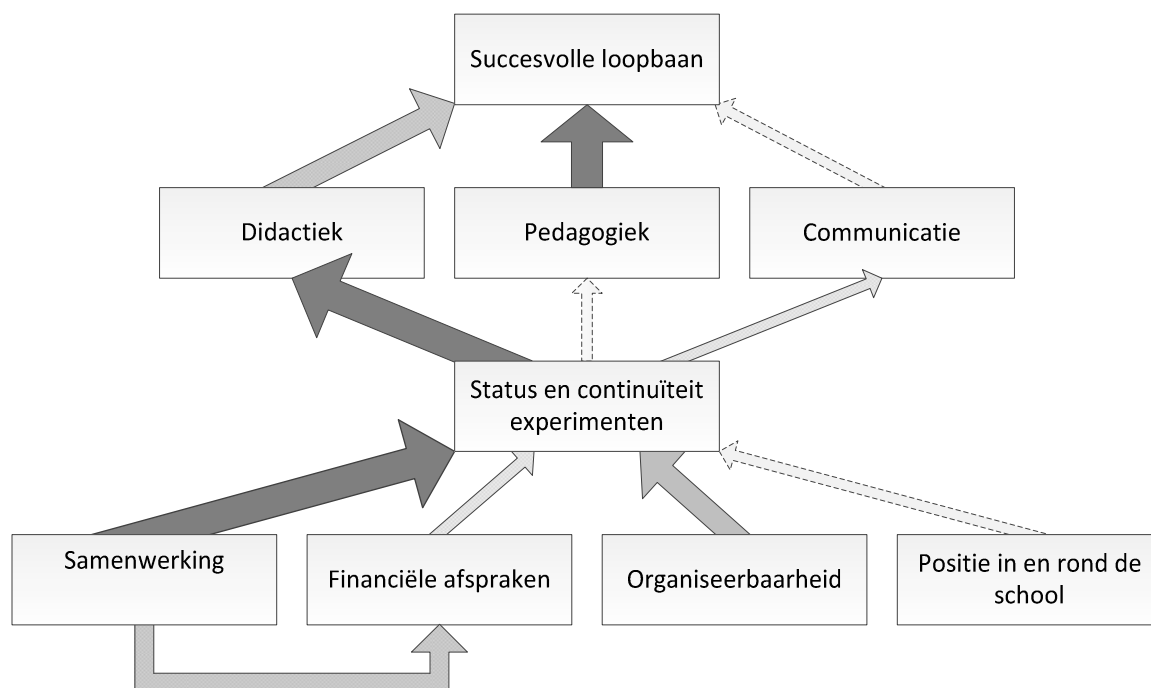 Succesvolle loopbaan
Didactiek
Pedagogiek
Communicatie
Status en continuïteit
experimenten
Samenwerking
Financiële afspraken
Organiseerbaarheid
Positie in en rond de
school